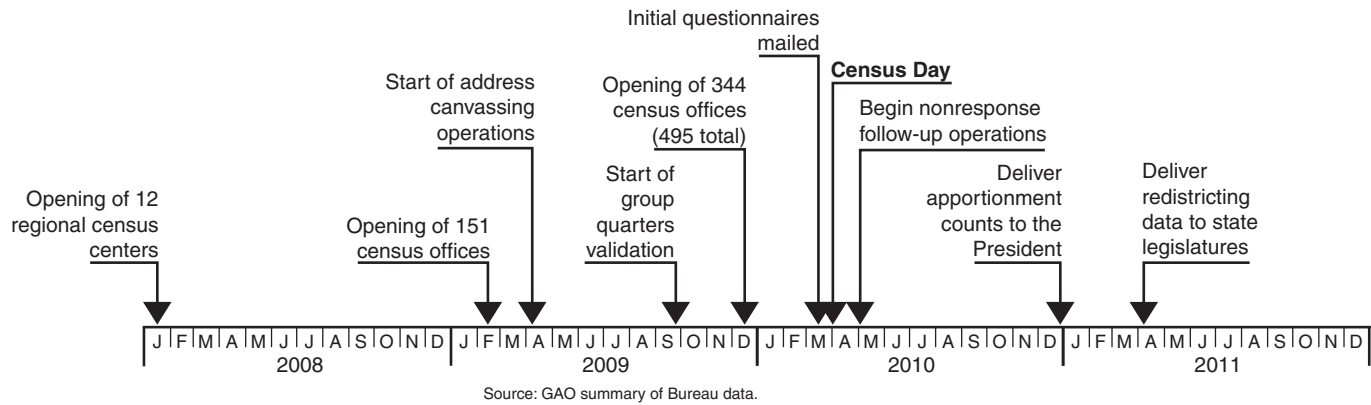 Initial questionnaires
mailed
Census Day
Start of address
canvassing
operations
Opening of 344
census offices
(495 total)
Begin nonresponse
follow-up operations
Opening of 12
regional census
centers
Opening of 151
census offices
Start of
group
quarters
validation
Deliver
apportionment
counts to the
President
Deliver
redistricting
data to state
legislatures
J F M A M J J A S O N D J F M A M J J A S O N D J F M A M J J A S O N D J F M A M J J A S O N D
2008 2009 2010 2011
Source: GAO summary of Bureau data.